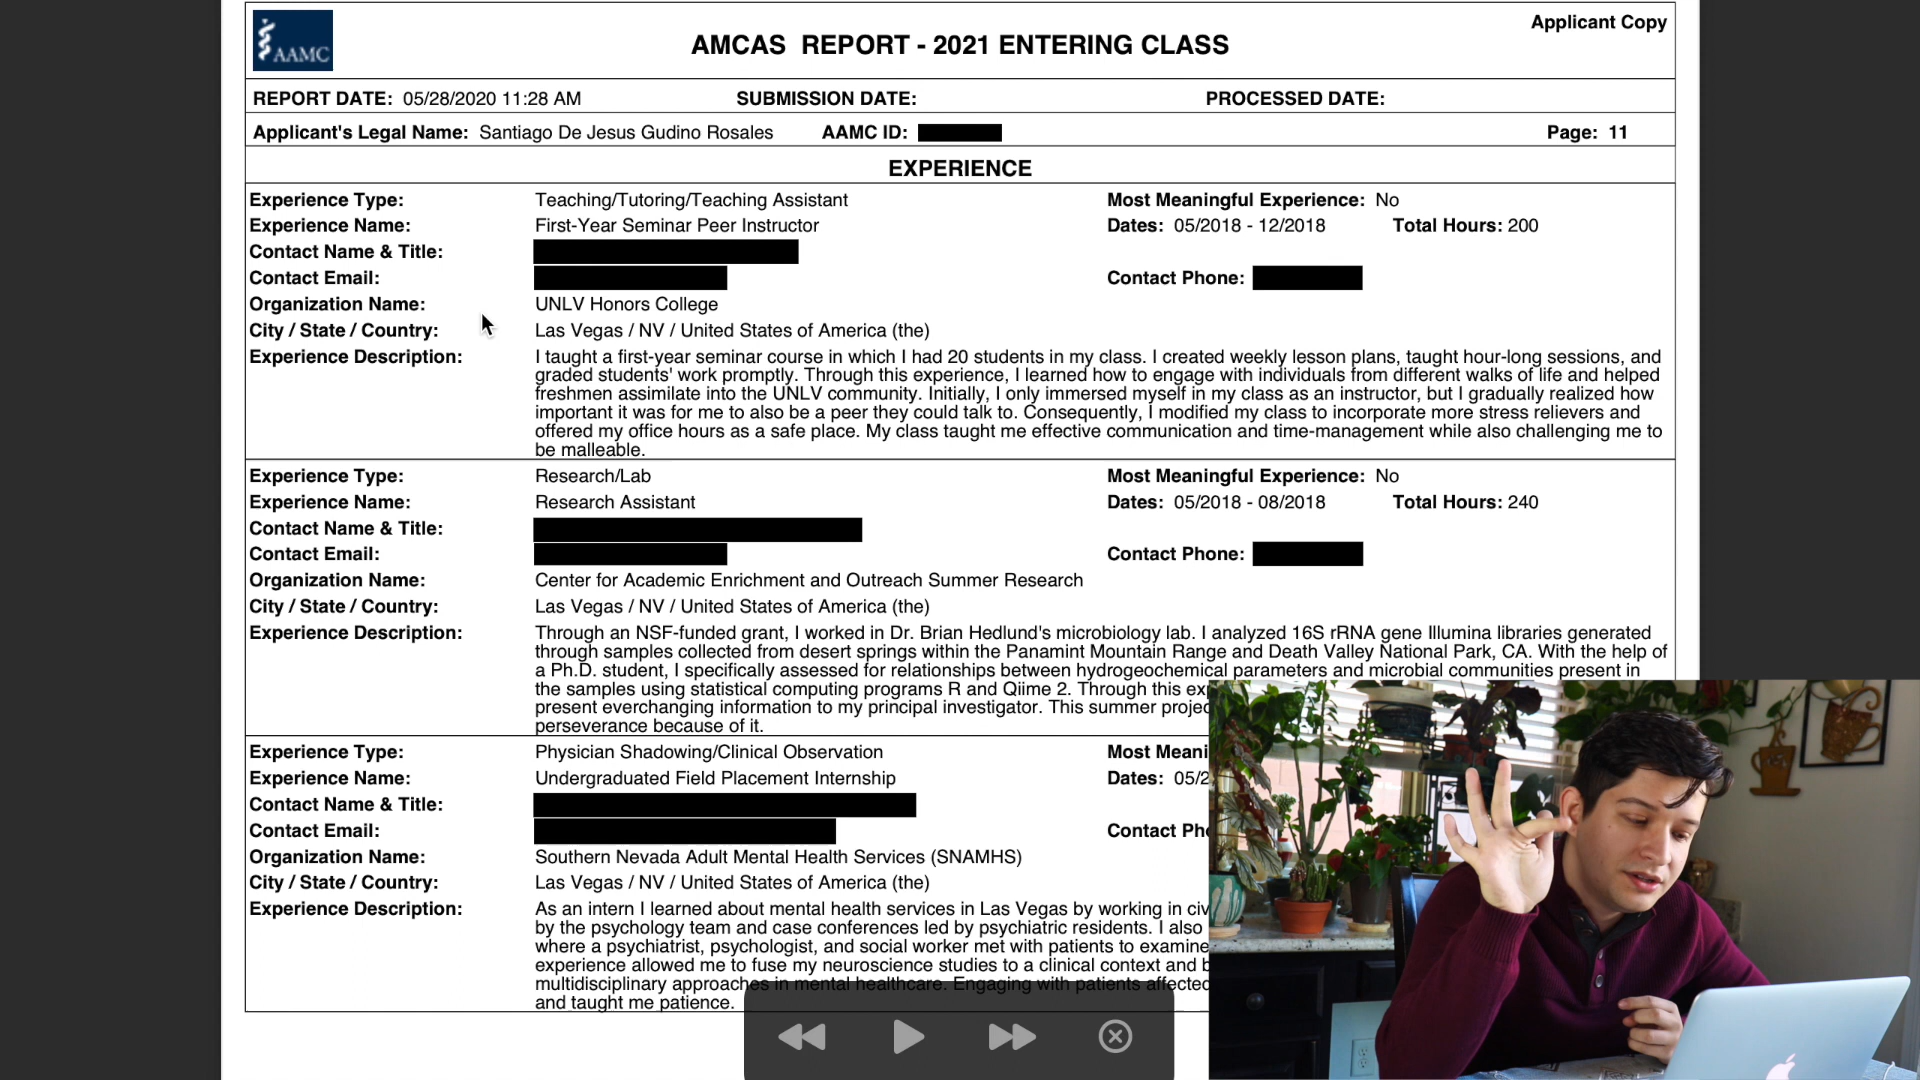 AAMC
Applicant Copy
AMCAS REPORT - 2021 ENTERING CLASS
REPORT DATE: 05/28/2020 11:28 AM SUBMISSION DATE: PROCESSED DATE:
Applicant's Legal Name: Santiago De Jesus Gudino Rosales AAMC ID: Page: 11
EXPERIENCE
Experience Type: Teaching/Tutoring/Teaching Assistant Most Meaningful Experience: No
Experience Name: First-Year Seminar Peer Instructor Dates: 05/2018 - 12/2018 Total Hours: 200
Contact Name & Title:
Contact Email: Contact Phone:
Organization Name: UNLV Honors College
City / State / Country: Las Vegas / NV / United States of America (the)
Experience Description: I taught a first-year seminar course in which I had 20 students in my class. I created weekly lesson plans, taught hour-long sessions, and
graded students' work promptly. Through this experience, I learned how to engage with individuals from different walks of life and helped
freshmen assimilate into the UNLV community. Initially, I only immersed myself in my class as an instructor, but I gradually realized how
important it was for me to also be a peer they could talk to. Consequently, I modified my class to incorporate more stress relievers and
offered my office hours as a safe place. My class taught me effective communication and time-management while also challenging me to
be malleable.
Experience Type: Research/Lab Most Meaningful Experience: No
Experience Name: Research Assistant Dates: 05/2018 - 08/2018 Total Hours: 240
Contact Name & Title:
Contact Email: Contact Phone:
Organization Name: Center for Academic Enrichment and Outreach Summer Research
City / State / Country: Las Vegas / NV / United States of America (the)
Experience Description: Through an NSF-funded grant, I worked in Dr. Brian Hedlund's microbiology lab. I analyzed 16S rRNA gene Illumina libraries generated
through samples collected from desert springs within the Panamint Mountain Range and Death Valley National Park, CA. With the help of
a Ph.D. student, I specifically assessed for relationships between hydrogeochemical parameters and microbial communities present in
the samples using statistical computing programs R and Qiime 2. Through this
present everchanging information to my principal investigator. This summer
perseverance because of it.
Experience Type: Physician Shadowing/Clinical Observation Most
Experience Name: Undergraduated Field Placement Internship Dates:
Contact Name & Title:
Contact Email: Contact
Organization Name: Southern Nevada Adult Mental Health Services (SNAMHS)
City / State / Country: Las Vegas / NV / United States of America (the)
Experience Description: As an intern I learned about mental health services in Las Vegas by working in
by the psychology team and case conferences led by psychiatric residents. I also
where a psychiatrist, psychologist, and social worker met with patients to examine
experience allowed me to fuse my neuroscience studies to a clinical context and
multidisciplinary approaches in mental healthcare. Engaging with patients affected
and taught me patience.